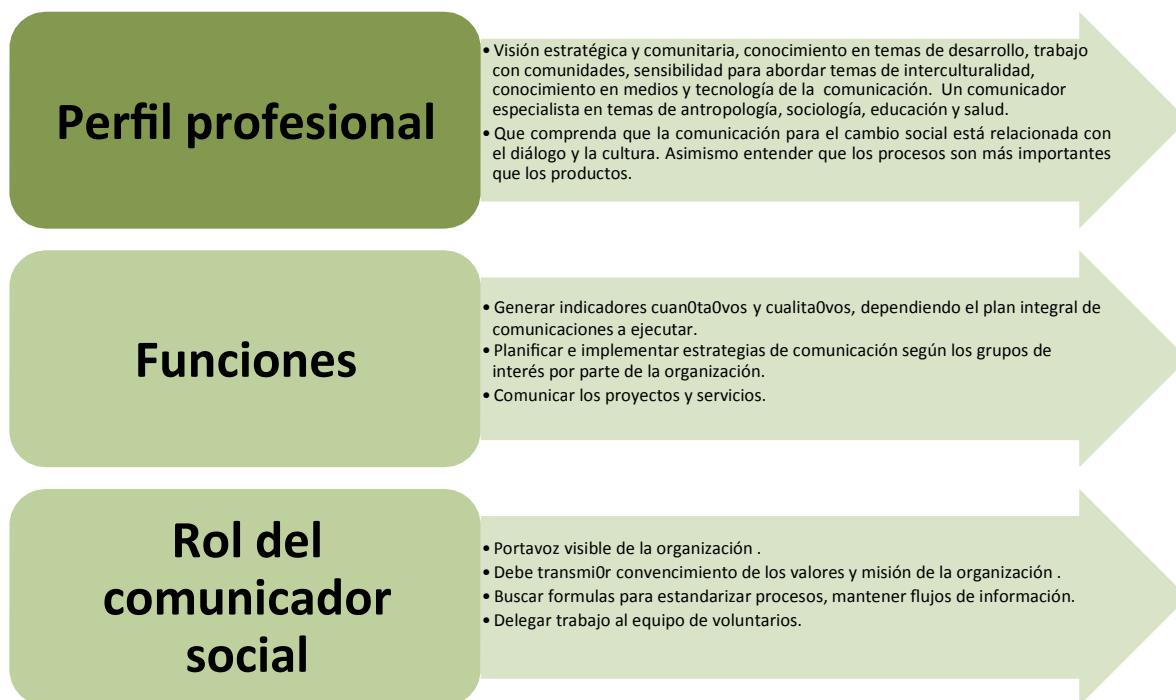 Perfil profesional
• Visión estratégica y comunitaria, conocimiento en temas de desarrollo, trabajo
con comunidades, sensibilidad para abordar temas de interculturalidad,
conocimiento en medios y tecnología de la  comunicación.  Un comunicador
especialista en temas de antropología, sociología, educación y salud.
• Que comprenda que la comunicación para el cambio social está relacionada con
el diálogo y la cultura. Asimismo entender que los procesos son más importantes
que los productos.
Funciones
• Generar indicadores cuan0ta0vos y cualita0vos, dependiendo el plan integral de
comunicaciones a ejecutar.
• Planificar e implementar estrategias de comunicación según los grupos de
interés por parte de la organización.
• Comunicar los proyectos y servicios.
Rol del
comunicador
social
• Portavoz visible de la organización .
• Debe transmi0r convencimiento de los valores y misión de la organización .
• Buscar formulas para estandarizar procesos, mantener flujos de información.
• Delegar trabajo al equipo de voluntarios.